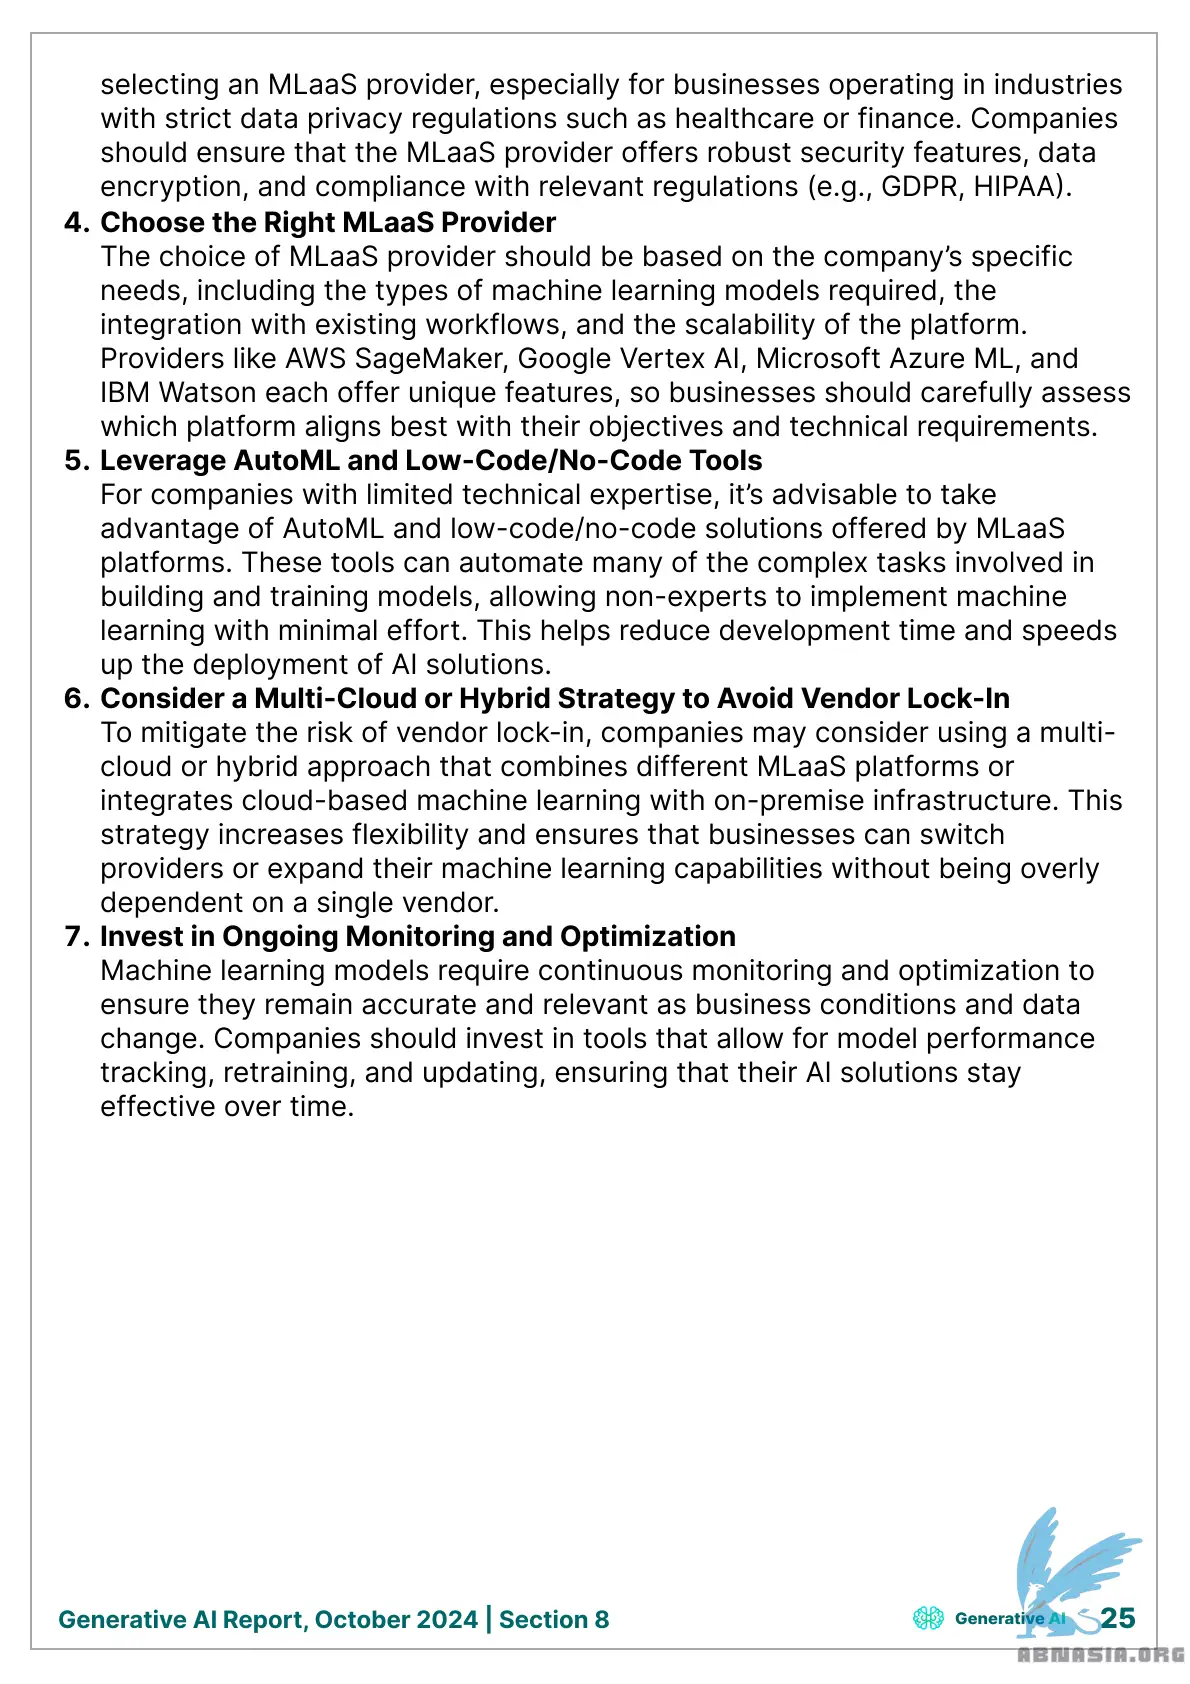 selecting an MLaaS provider, especially for businesses operating in industries
with strict data privacy regulations such as healthcare or finance. Companies
should ensure that the MLaaS provider offers robust security features, data
encryption, and compliance with relevant regulations (e.g., GDPR, HIPAA).
4. Choose the Right MLaaS Provider
The choice of MLaaS provider should be based on the company’s specific
needs, including the types of machine learning models required, the
integration with existing workflows, and the scalability of the platform.
Providers like AWS SageMaker, Google Vertex AI, Microsoft Azure ML, and
IBM Watson each offer unique features, so businesses should carefully assess
which platform aligns best with their objectives and technical requirements.
5. Leverage AutoML and Low-Code/No-Code Tools
For companies with limited technical expertise, it’s advisable to take
advantage of AutoML and low-code/no-code solutions offered by MLaaS
platforms. These tools can automate many of the complex tasks involved in
building and training models, allowing non-experts to implement machine
learning with minimal effort. This helps reduce development time and speeds
up the deployment of AI solutions.
6. Consider a Multi-Cloud or Hybrid Strategy to Avoid Vendor Lock-In
To mitigate the risk of vendor lock-in, companies may consider using a multi-
cloud or hybrid approach that combines different MLaaS platforms or
integrates cloud-based machine learning with on-premise infrastructure. This
strategy increases flexibility and ensures that businesses can switch
providers or expand their machine learning capabilities without being overly
dependent on a single vendor.
7. Invest in Ongoing Monitoring and Optimization
Machine learning models require continuous monitoring and optimization to
ensure they remain accurate and relevant as business conditions and data
change. Companies should invest in tools that allow for model performance
tracking, retraining, and updating, ensuring that their AI solutions stay
effective over time.
Generative AI Report, October 2024 | Section 8
Generative AI
25
ABNASIA.ORG